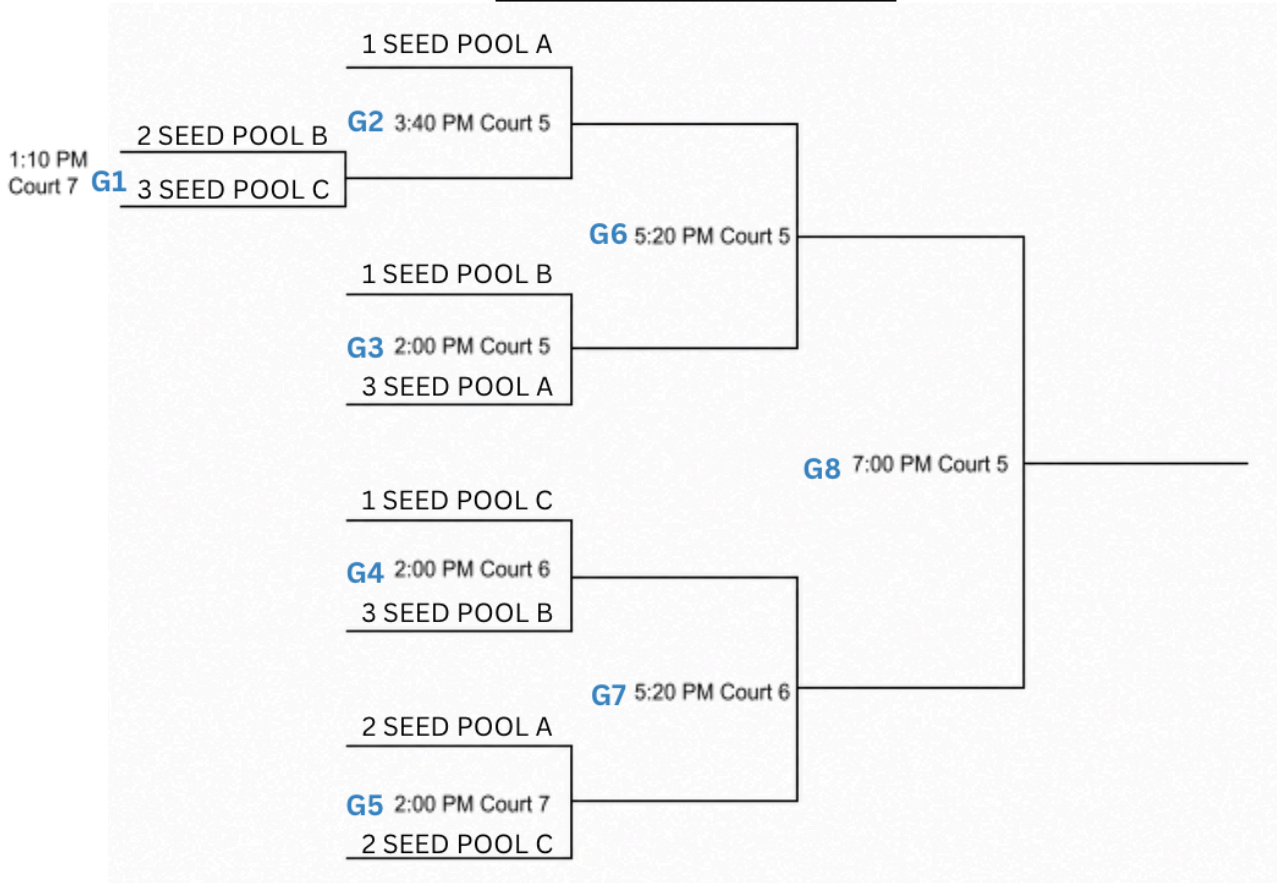 1 SEED POOL A
G2 3:40 PM Court 5
2 SEED POOL B
1:10 PM
Court 7
G1
3 SEED POOL C
G6 5:20 PM Court 5
1 SEED POOL B
G3 2:00 PM Court 5
3 SEED POOL A
G8 7:00 PM Court 5
1 SEED POOL C
G4 2:00 PM Court 6
3 SEED POOL B
G7 5:20 PM Court 6
2 SEED POOL A
G5 2:00 PM Court 7
2 SEED POOL C